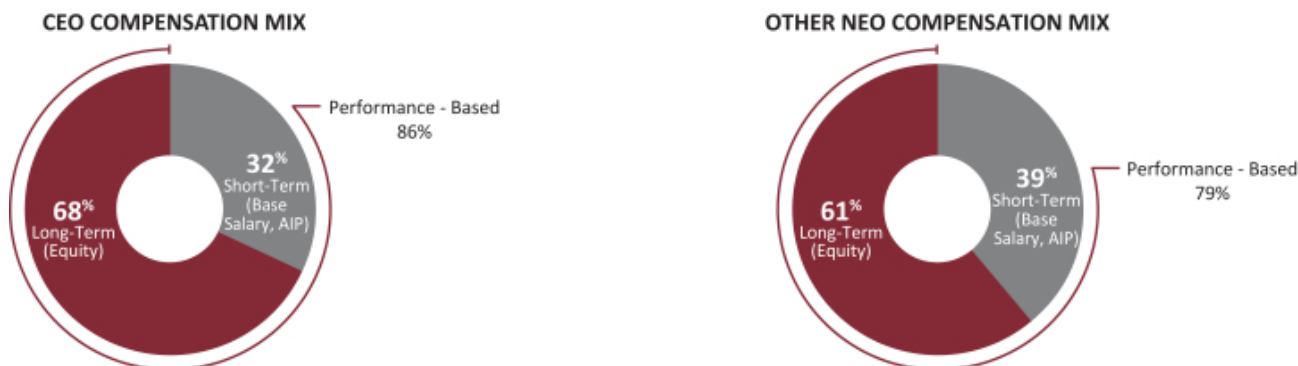 CEO COMPENSATION MIX
Performance - Based
86%
32%
Short-Term
(Base
Salary, AIP)
68%
Long-Term
(Equity)
OTHER NEO COMPENSATION MIX
Performance - Based
79%
39%
Short-Term
(Base
Salary, AIP)
61%
Long-Term
(Equity)